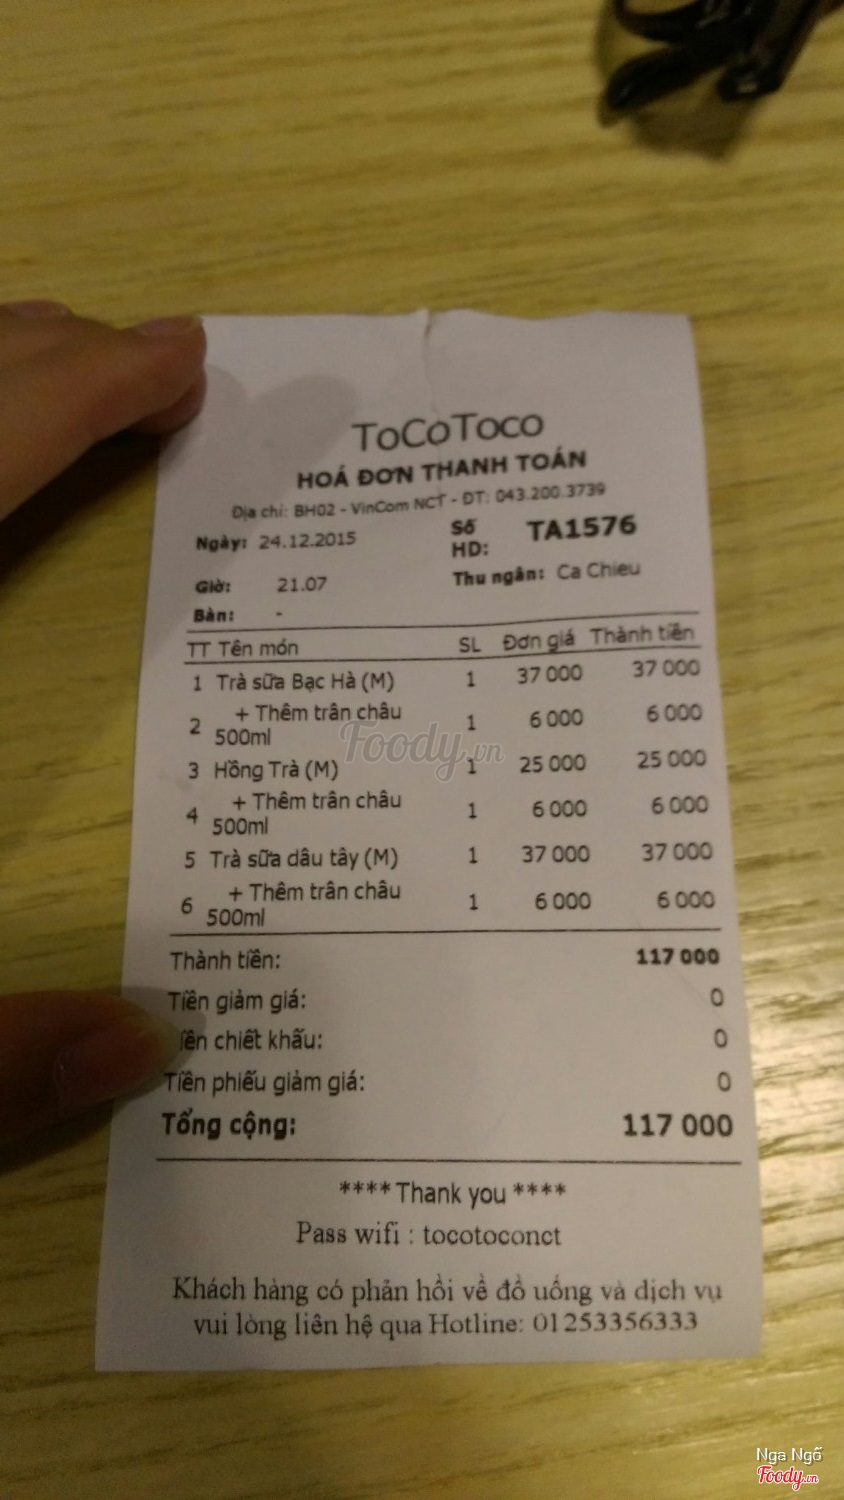 ToCoToco
HOÁ ĐƠN THANH TOÁN
Địa chỉ: BH02 - VinCom NCT - ĐT: 043.200.3739
Ngày: 24.12.2015 Số HD: TA1576
Giờ: 21.07 Thu ngân: Ca Chieu
Bàn: -
TT Tên món SL Đơn giá Thành tiền
1 Trà sữa Bạc Hà (M) 1 37 000 37 000
2 + Thêm trân châu 500ml 1 6 000 6 000
3 Hồng Trà (M) 1 25 000 25 000
4 + Thêm trân châu 500ml 1 6 000 6 000
5 Trà sữa dâu tây (M) 1 37 000 37 000
6 + Thêm trân châu 500ml 1 6 000 6 000
Thành tiền: 117 000
Tiền giảm giá: 0
iền chiết khấu: 0
Tiền phiếu giảm giá: 0
Tổng cộng: 117 000
**** Thank you ****
Pass wifi : tocotoconct
Khách hàng có phản hồi về đồ uống và dịch vụ
vui lòng liên hệ qua Hotline: 01253356333
Foody.vn
Nga Ngố
Foody.vn